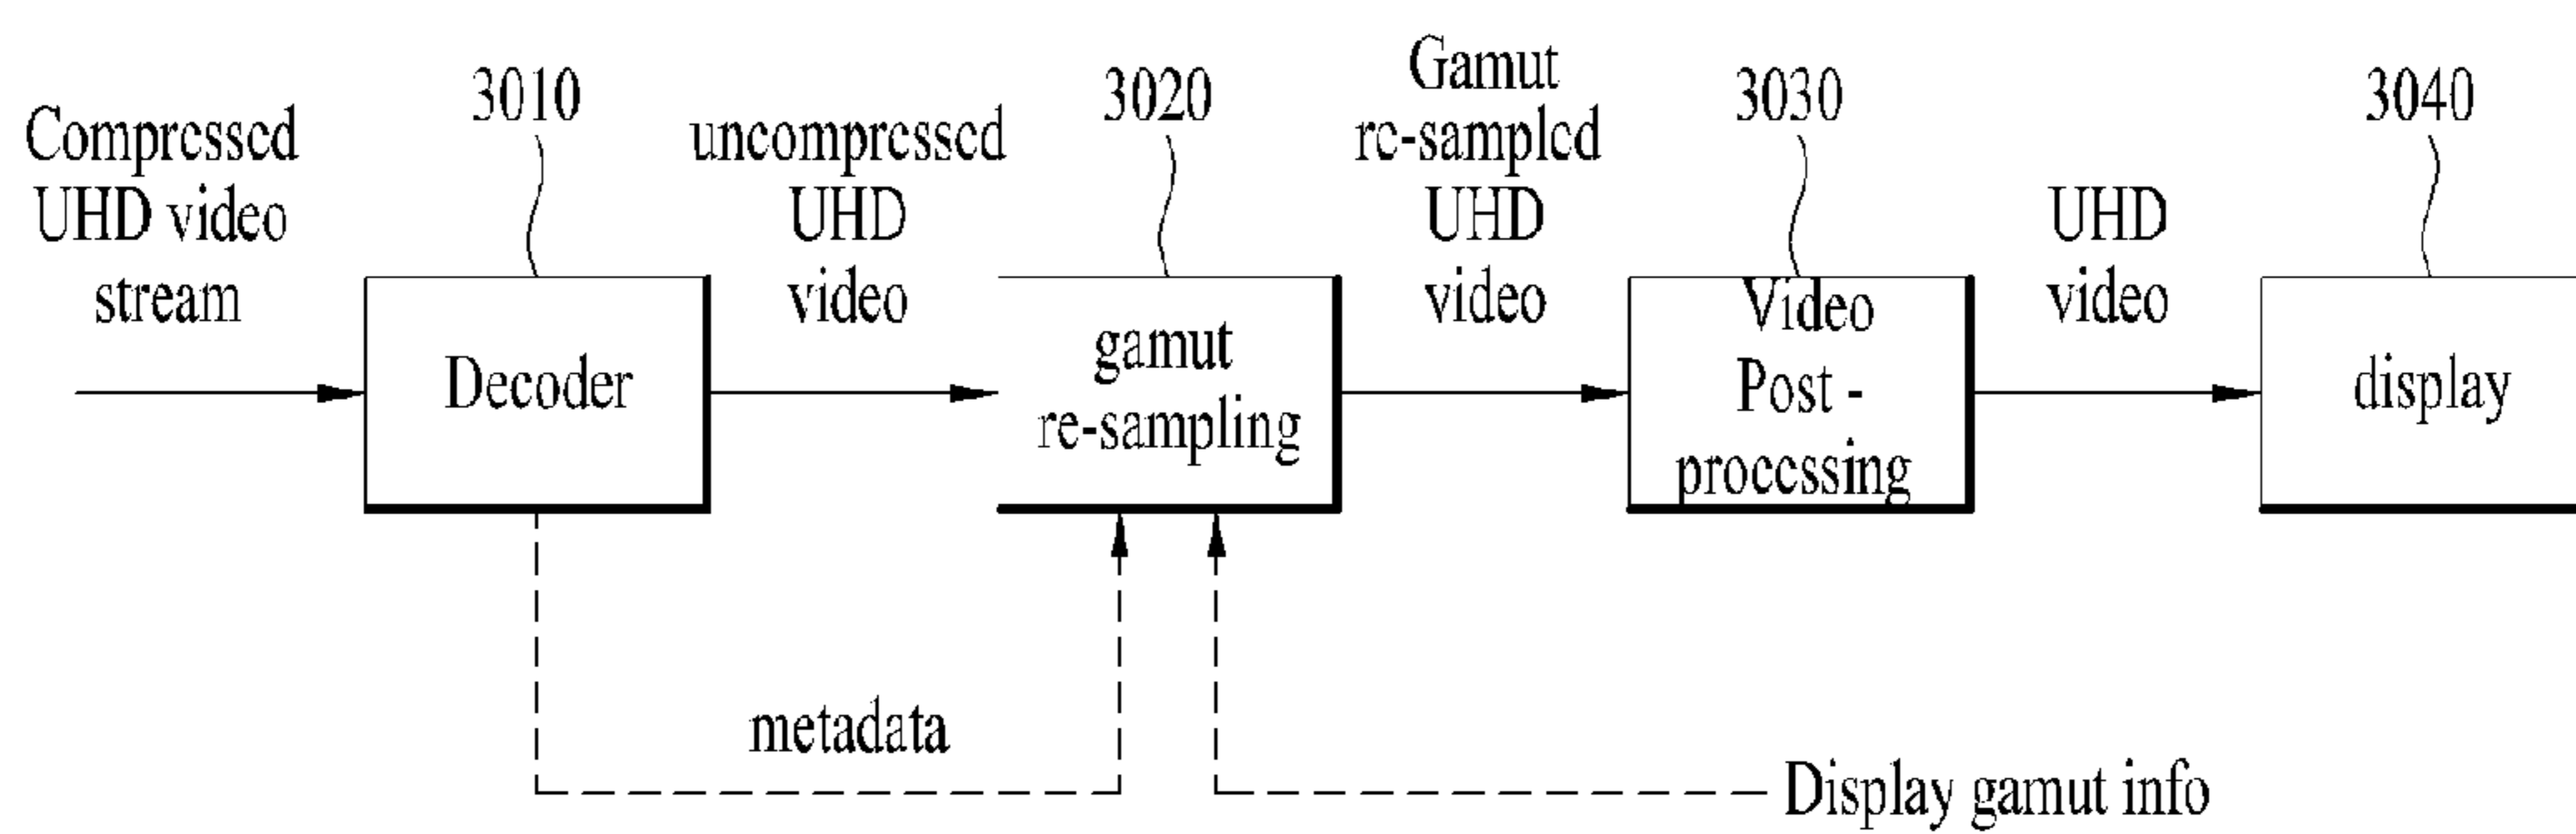 Compressed
UHD video
stream
3010
Decoder
uncompressed
UHD
video
3020
gamut
re-sampling
Gamut
re-sampled
UHD
video
3030
Video
Post -
processing
UHD
video
3040
display
metadata
Display gamut info